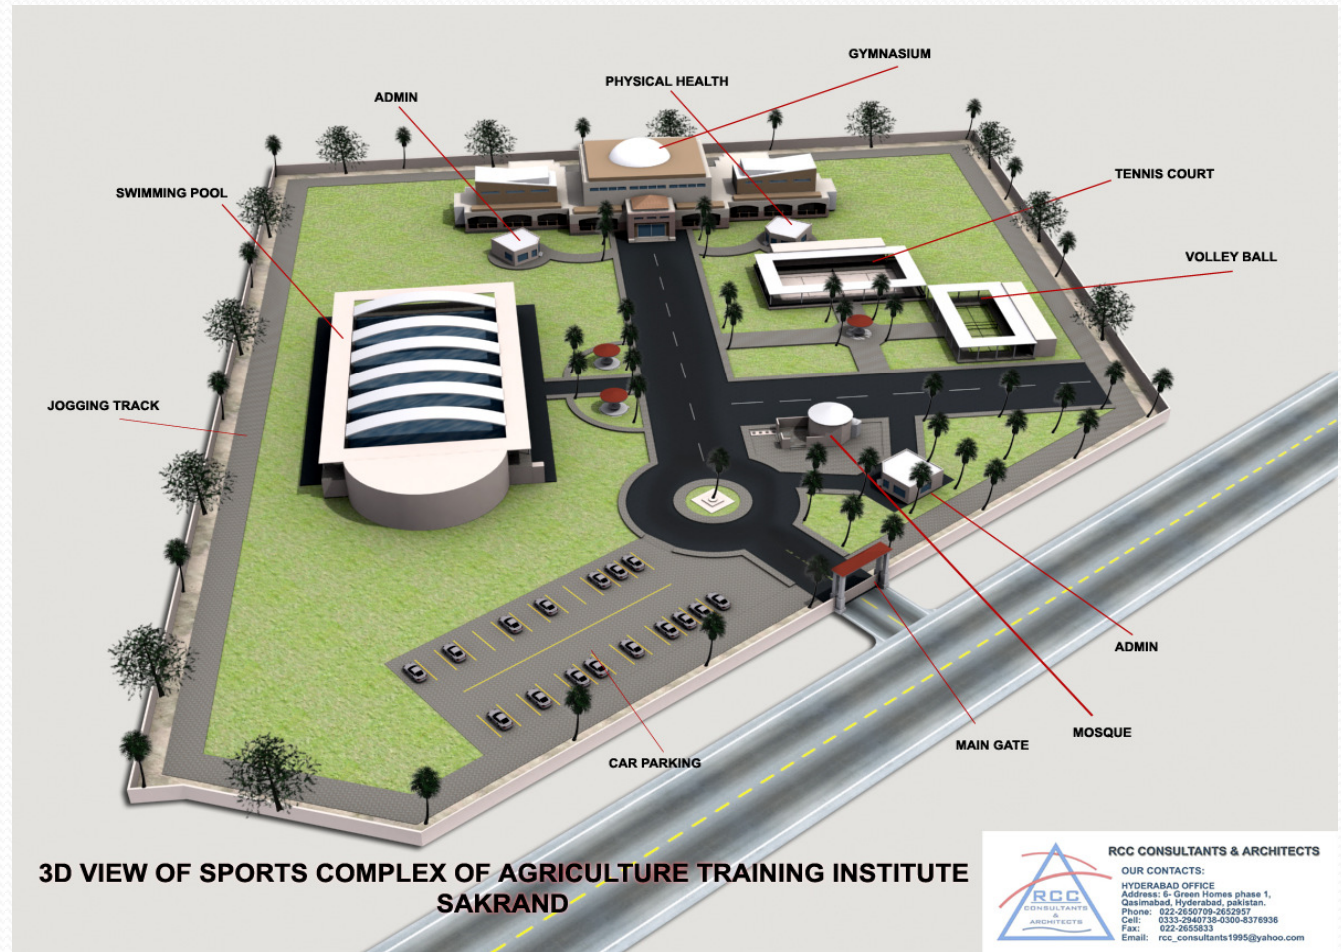 GYMNASIUM
PHYSICAL HEALTH
ADMIN
TENNIS COURT
SWIMMING POOL
VOLLEY BALL
JOGGING TRACK
ADMIN
MOSQUE
MAIN GATE
CAR PARKING
3D VIEW OF SPORTS COMPLEX OF AGRICULTURE TRAINING INSTITUTE
SAKRAND
RCC
CONSULTANTS
&
ARCHITECTS
RCC CONSULTANTS & ARCHITECTS
OUR CONTACTS:
HYDERABAD OFFICE
Address: 6- Green Homes phase 1,
Qasimabad, Hyderabad, pakistan.
Phone: 022-2650709-2652957
Cell: 0333-2940738-0300-8376936
Fax: 022-2655833
Email: rcc_consultants1995@yahoo.com